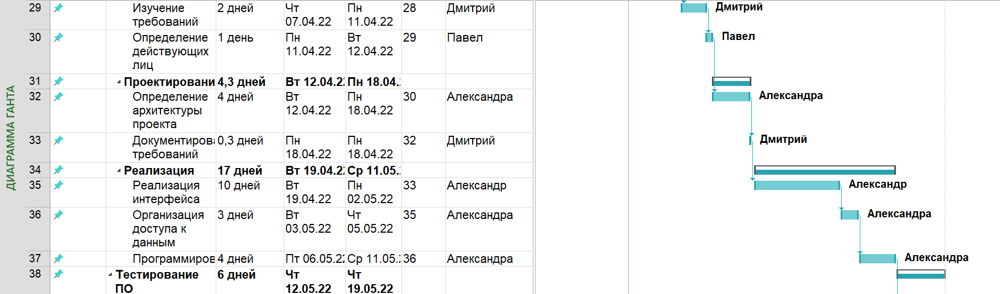 ДИАГРАММА ГАНТА
29 Изучение требований 2 дней Чт 07.04.22 Пн 11.04.22 28 Дмитрий
30 Определение действующих лиц 1 день Пн 11.04.22 Вт 12.04.22 29 Павел
31 Проектировани 4,3 дней Вт 12.04.22 Пн 18.04.
32 Определение архитектуры проекта 4 дней Вт 12.04.22 Пн 18.04.22 30 Александра
33 Документирова требований 0,3 дней Пн 18.04.22 Пн 18.04.22 32 Дмитрий
34 Реализация 17 дней Вт 19.04.22 Ср 11.05.
35 Реализация интерфейса 10 дней Вт 19.04.22 Пн 02.05.22 33 Александр
36 Организация доступа к данным 3 дней Вт 03.05.22 Чт 05.05.22 35 Александра
37 Программиров 4 дней Пт 06.05.22 Ср 11.05. 36 Александра
38 Тестирование ПО 6 дней Чт 12.05.22 Чт 19.05.22
Дмитрий
Павел
Александра
Дмитрий
Александр
Александра
Александра